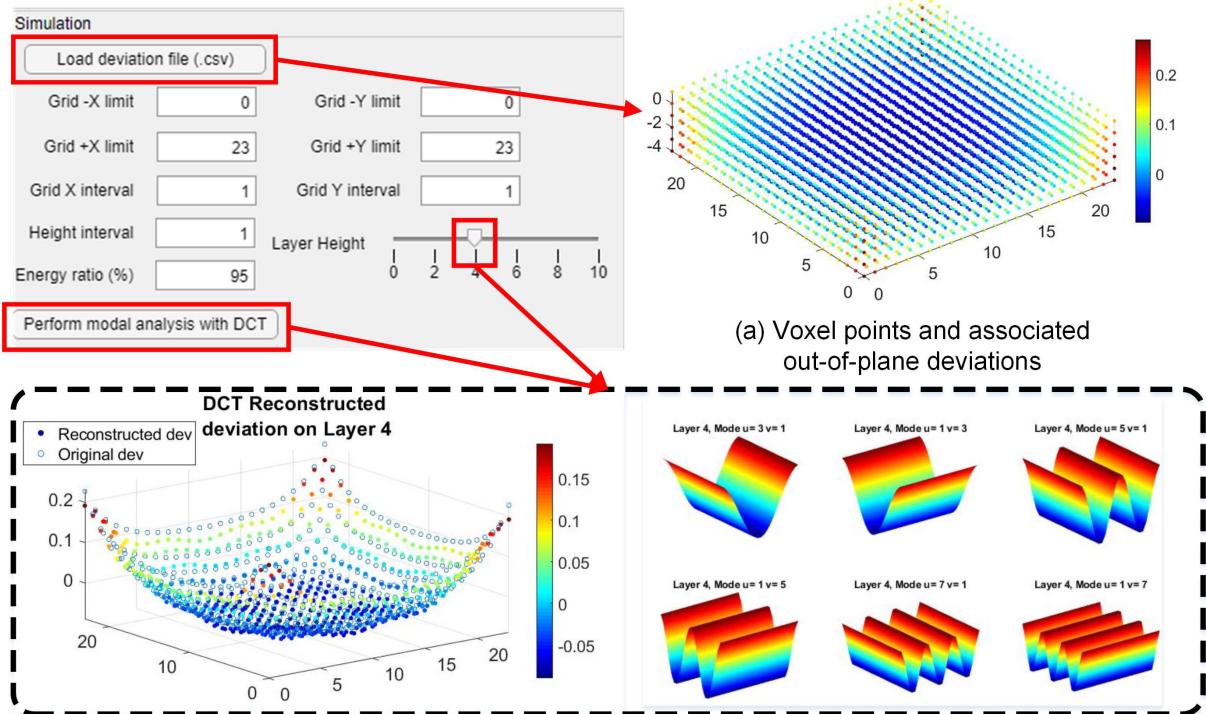 Simulation
Load deviation file (.csv)
Grid -X limit 0 Grid -Y limit 0
Grid +X limit 23 Grid +Y limit 23
Grid X interval 1 Grid Y interval 1
Height interval 1 Layer Height
0 2 4 6 8 10
Energy ratio (%) 95
Perform modal analysis with DCT
0
-2
-4
20
15
10
5
0
0
5
10
15
20
0.2
0.1
0
(a) Voxel points and associated
out-of-plane deviations
DCT Reconstructed
deviation on Layer 4
Reconstructed dev
Original dev
0.2
0.1
0
20
10
0
0
5
10
15
20
0.15
0.1
0.05
0
-0.05
Layer 4, Mode u= 3 v= 1
Layer 4, Mode u= 1 v= 3
Layer 4, Mode u= 5 v= 1
Layer 4, Mode u= 1 v= 5
Layer 4, Mode u= 7 v= 1
Layer 4, Mode u= 1 v= 7